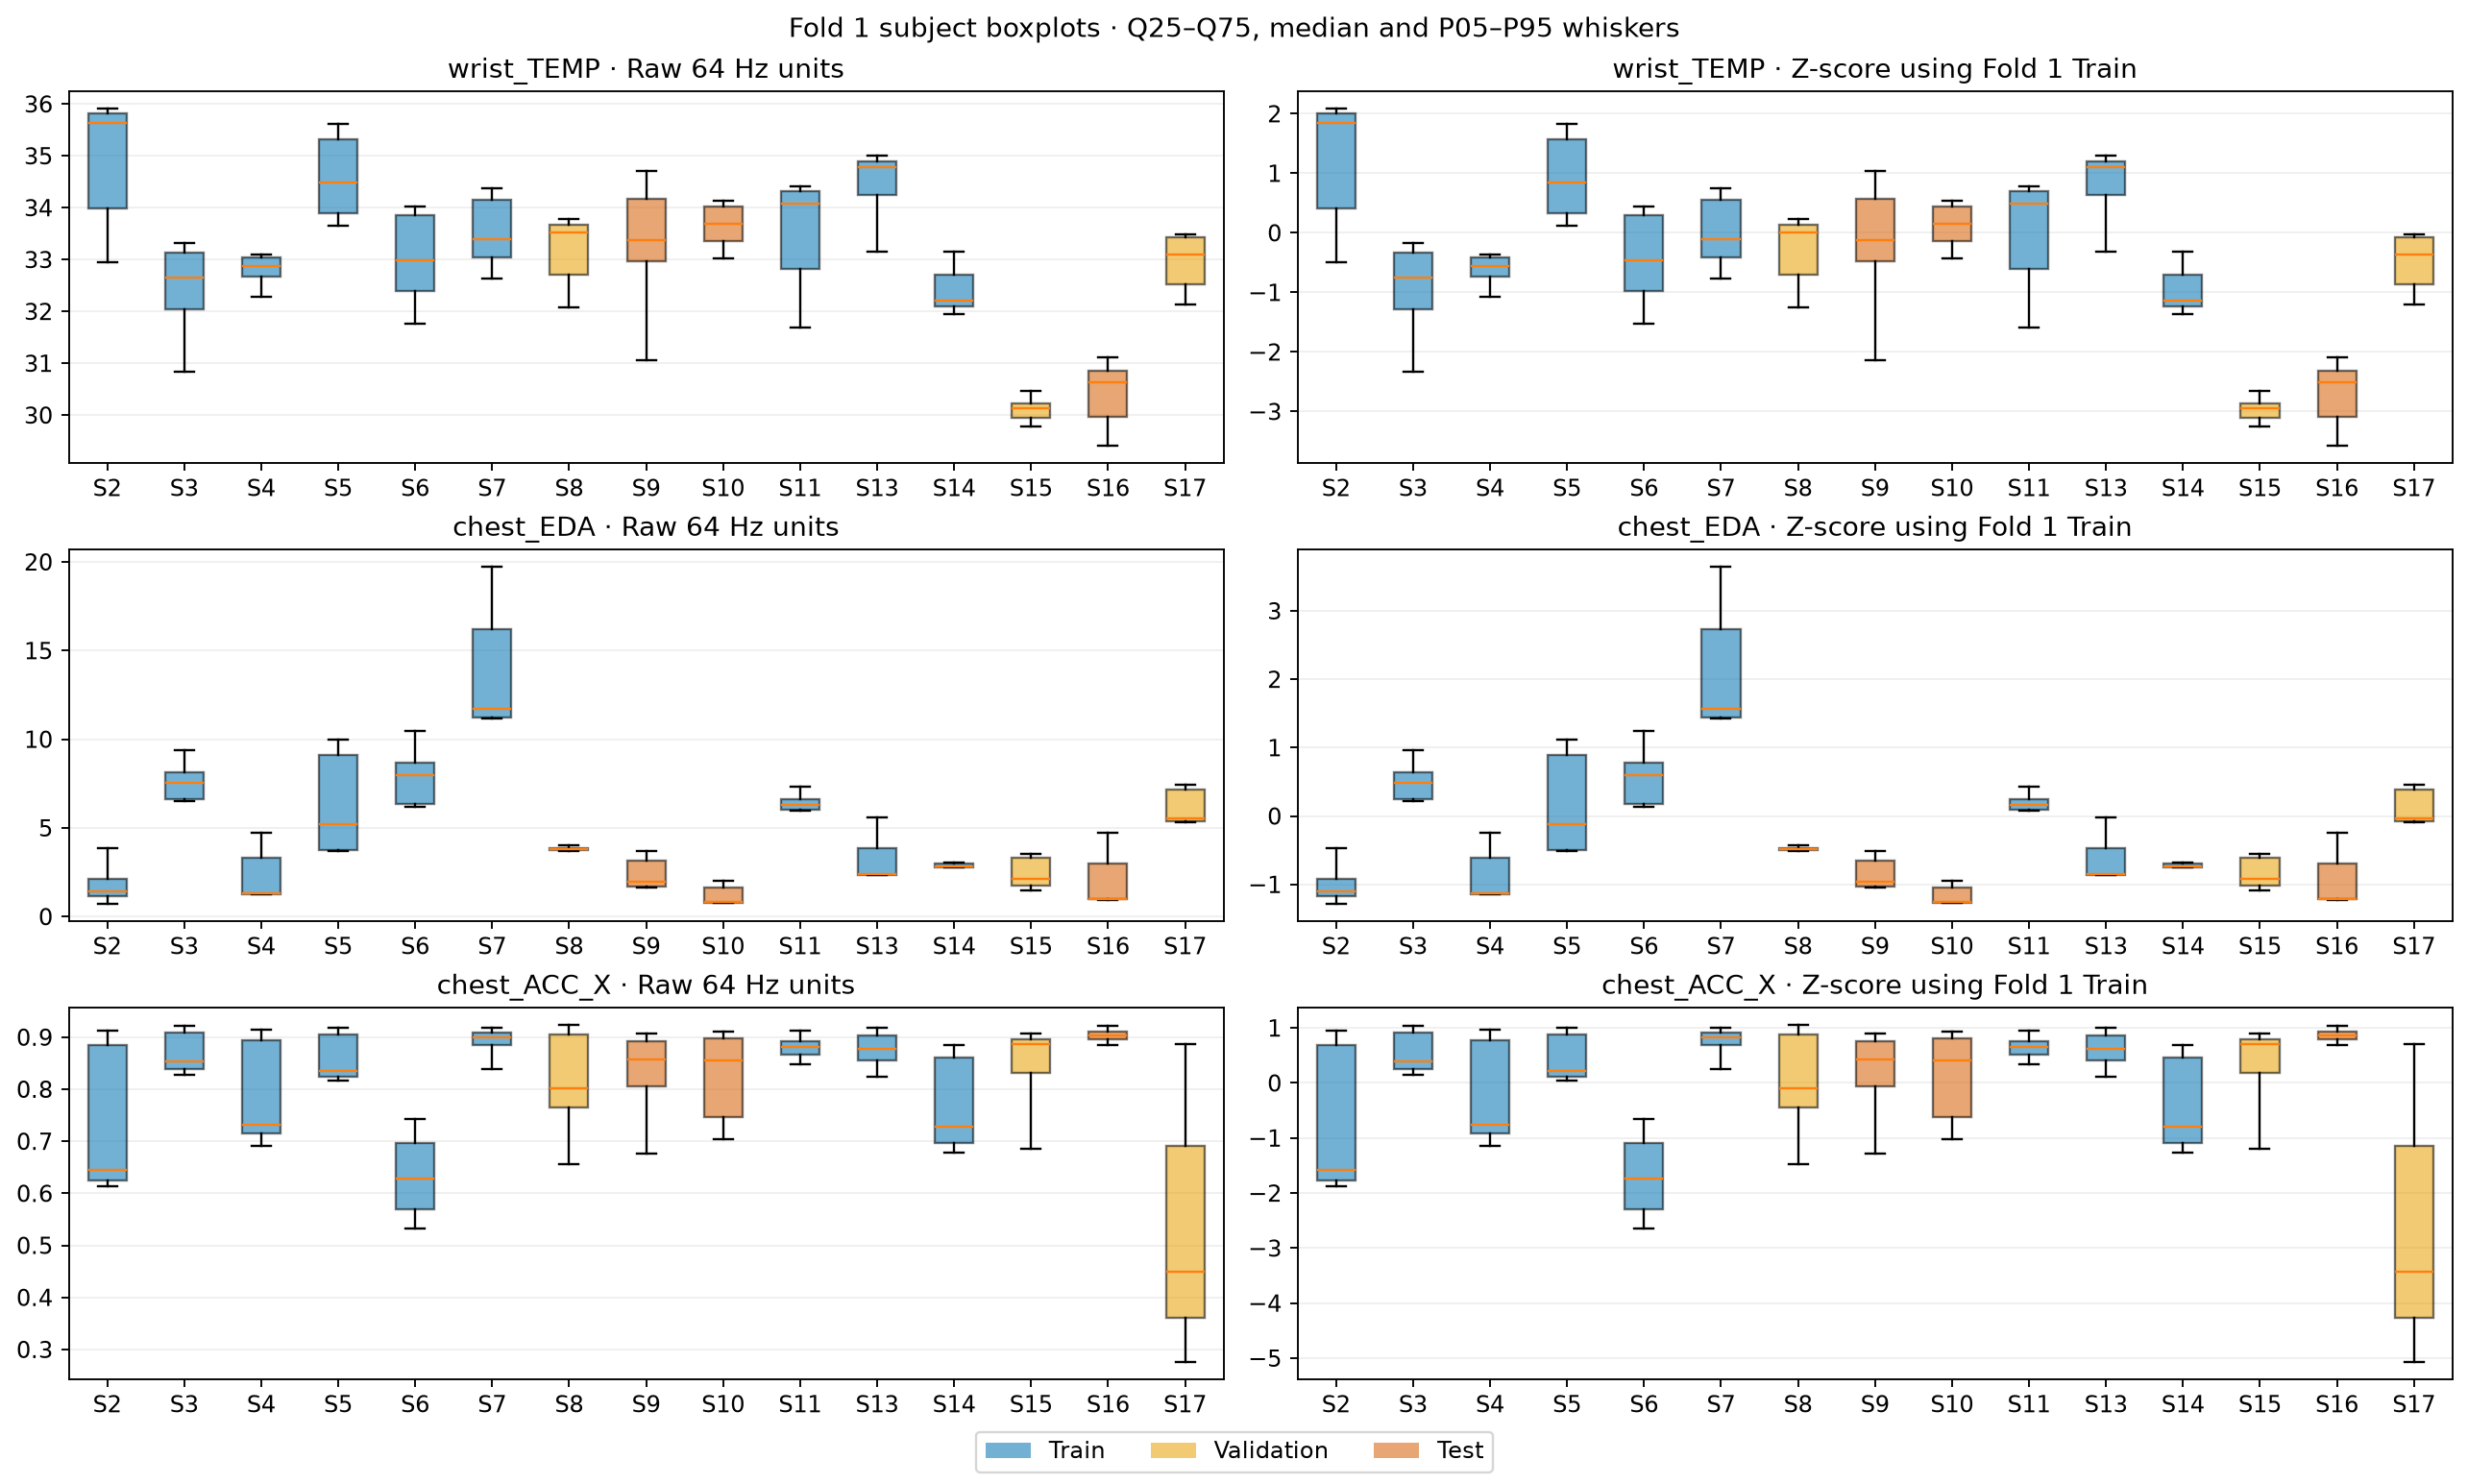 Fold 1 subject boxplots · Q25–Q75, median and P05–P95 whiskers
wrist_TEMP · Raw 64 Hz units
36
35
34
33
32
31
30
S2 S3 S4 S5 S6 S7 S8 S9 S10 S11 S13 S14 S15 S16 S17
wrist_TEMP · Z-score using Fold 1 Train
2
1
0
−1
−2
−3
S2 S3 S4 S5 S6 S7 S8 S9 S10 S11 S13 S14 S15 S16 S17
chest_EDA · Raw 64 Hz units
20
15
10
5
0
S2 S3 S4 S5 S6 S7 S8 S9 S10 S11 S13 S14 S15 S16 S17
chest_EDA · Z-score using Fold 1 Train
3
2
1
0
−1
S2 S3 S4 S5 S6 S7 S8 S9 S10 S11 S13 S14 S15 S16 S17
chest_ACC_X · Raw 64 Hz units
0.9
0.8
0.7
0.6
0.5
0.4
0.3
S2 S3 S4 S5 S6 S7 S8 S9 S10 S11 S13 S14 S15 S16 S17
chest_ACC_X · Z-score using Fold 1 Train
1
0
−1
−2
−3
−4
−5
S2 S3 S4 S5 S6 S7 S8 S9 S10 S11 S13 S14 S15 S16 S17
Train Validation Test